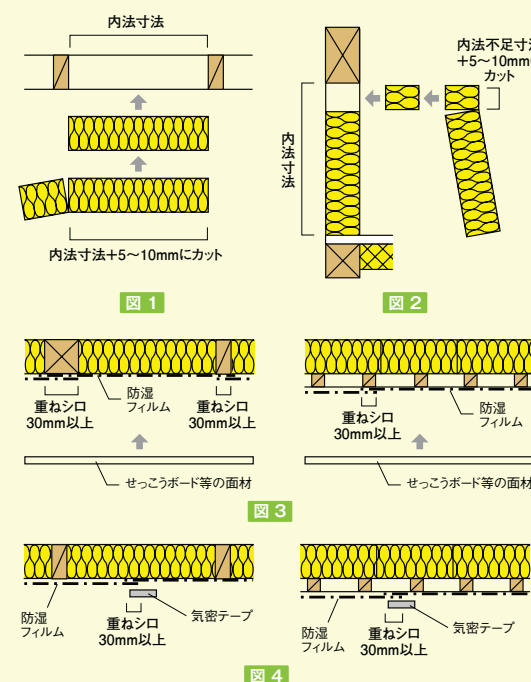 内法寸法
内法寸法+5〜10mmにカット
図 1
内法不足寸
+5〜10mm
カット
内法寸法
図 2
防湿
フィルム
重ねシロ
30mm以上
重ねシロ
30mm以上
せっこうボード等の面材
防湿
フィルム
重ねシロ
30mm以上
せっこうボード等の面材
図 3
防湿
フィルム
重ねシロ
30mm以上
気密テープ
防湿
フィルム
重ねシロ
30mm以上
気密テープ
図 4